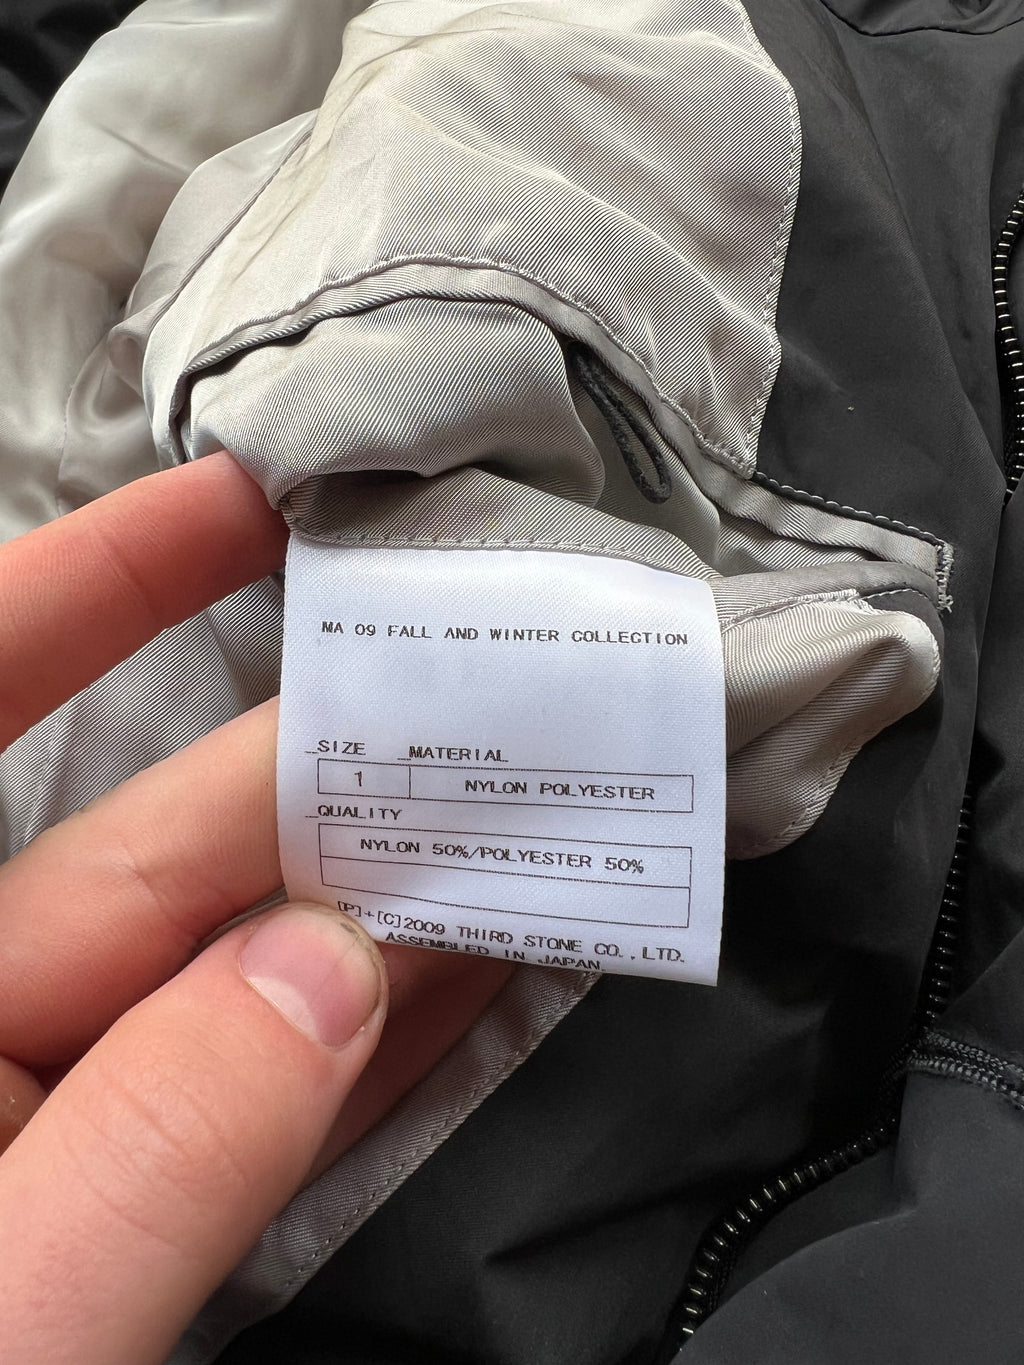 MA 09 FALL AND WINTER COLLECTION
_SIZE _MATERIAL
1 NYLON POLYESTER
_QUALITY
NYLON 50%/POLYESTER 50%
[P]+[C]2009 THIRD STONE CO.,LTD.
ASSEMBLED IN JAPAN.